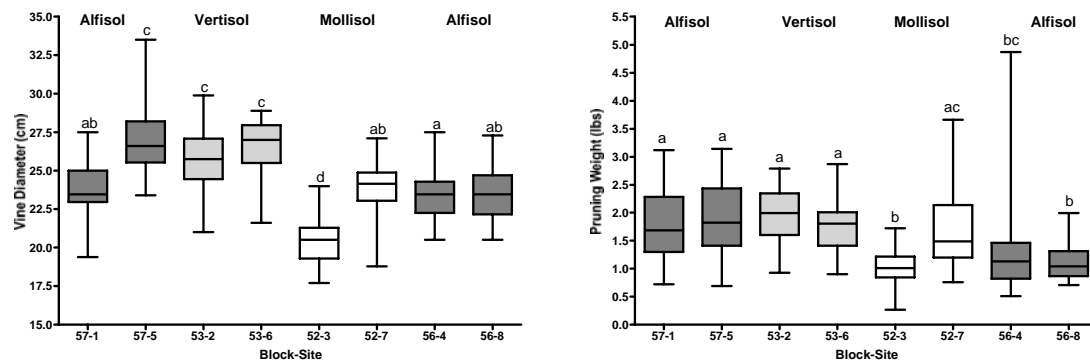 Alfisol Vertisol Mollisol Alfisol
35.0
32.5
30.0
27.5
25.0
22.5
20.0
17.5
15.0
Vine Diameter (cm)
ab c c c d ab a ab
57-1 57-5 53-2 53-6 52-3 52-7 56-4 56-8
Block-Site
Alfisol Vertisol Mollisol Alfisol
5.5
5.0
4.5
4.0
3.5
3.0
2.5
2.0
1.5
1.0
0.5
0.0
Pruning Weight (lbs)
a a a a b ac bc b
57-1 57-5 53-2 53-6 52-3 52-7 56-4 56-8
Block-Site